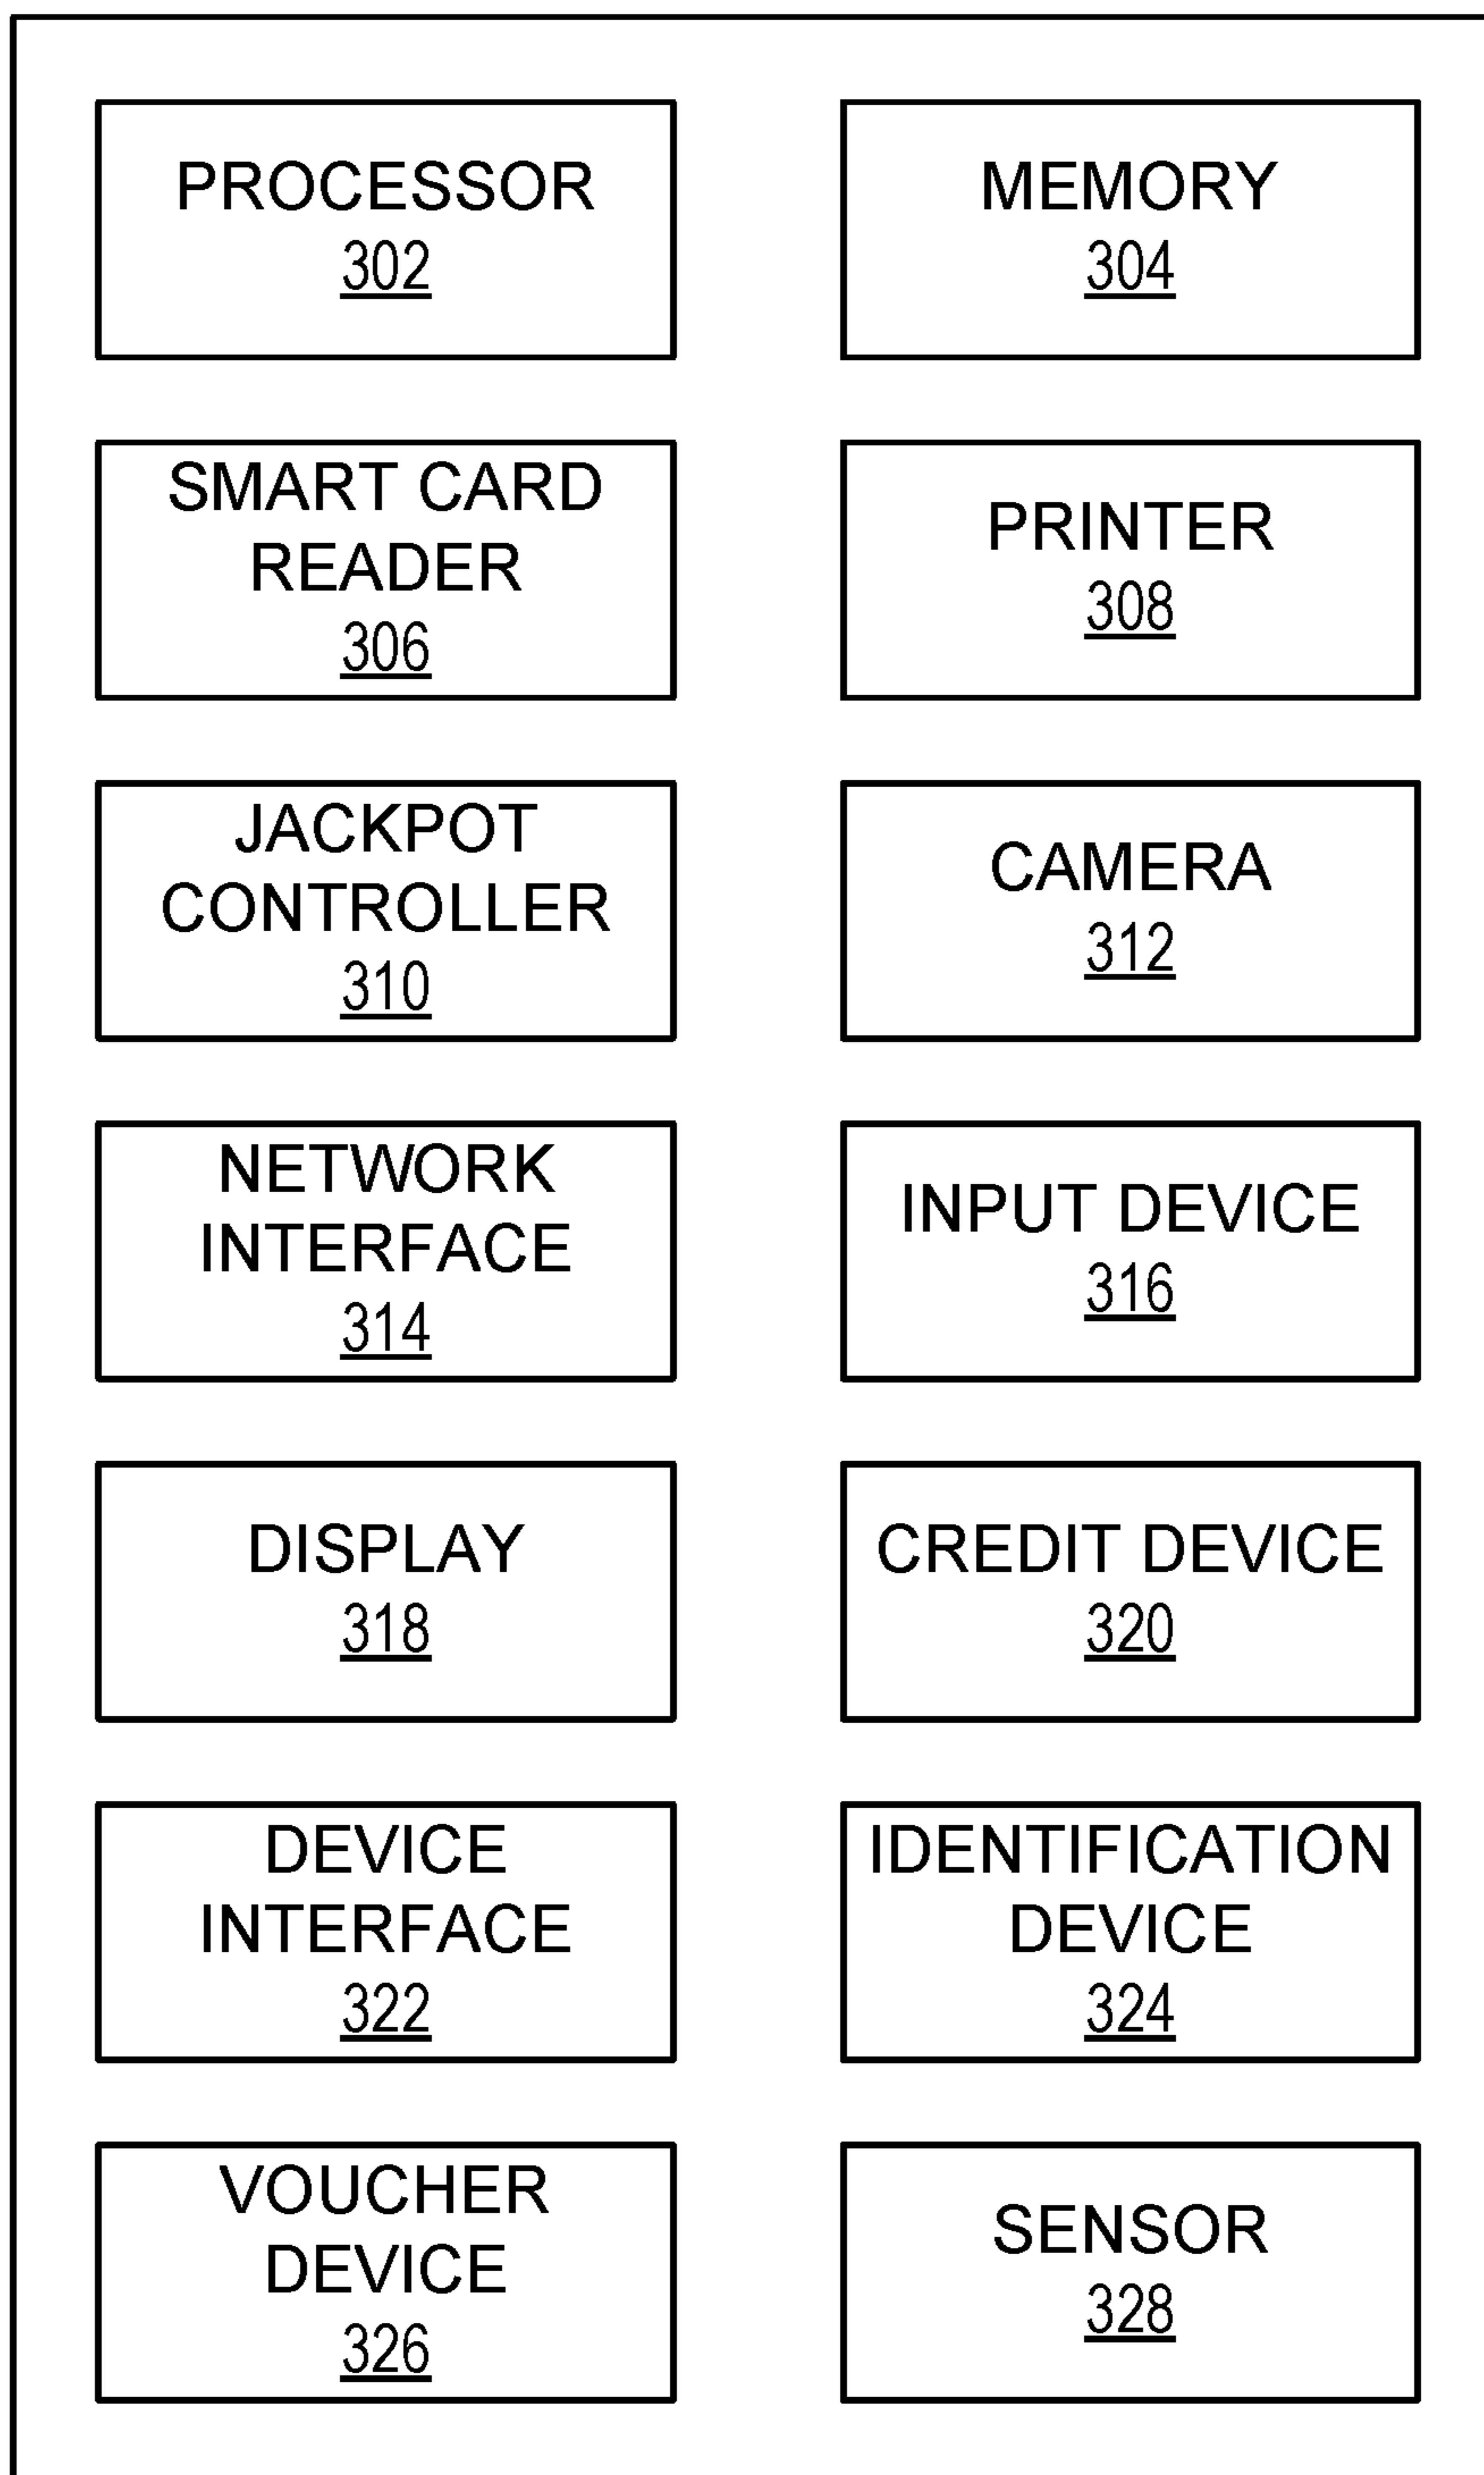 PROCESSOR
302
MEMORY
304
SMART CARD
READER
306
PRINTER
308
JACKPOT
CONTROLLER
310
CAMERA
312
NETWORK
INTERFACE
314
INPUT DEVICE
316
DISPLAY
318
CREDIT DEVICE
320
DEVICE
INTERFACE
322
IDENTIFICATION
DEVICE
324
VOUCHER
DEVICE
326
SENSOR
328